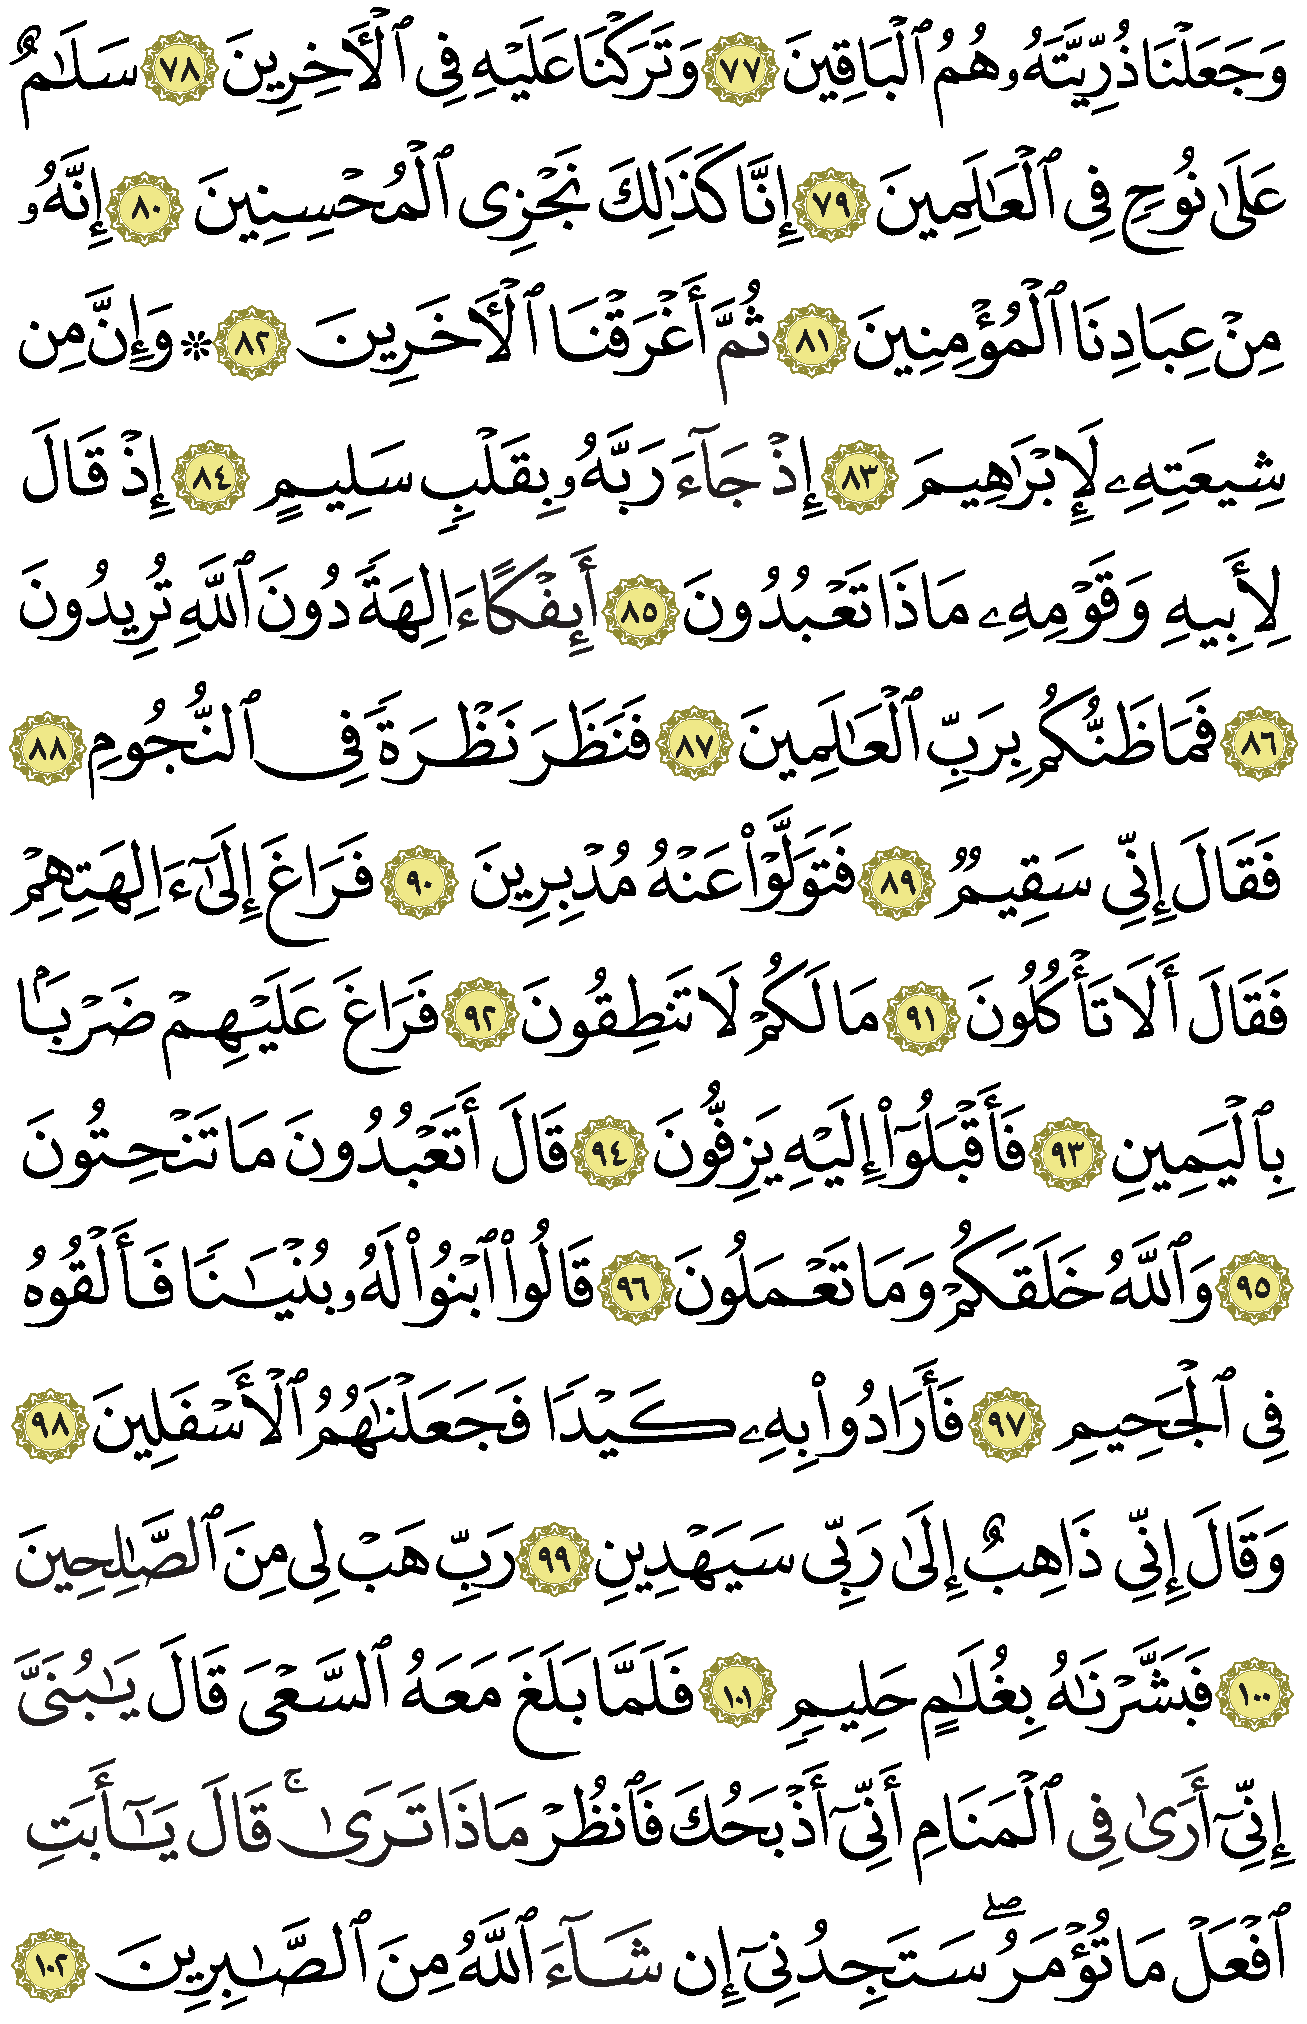 وَجَعَلْنَا ذُرِّيَّتَهُۥ هُمُ ٱلْبَاقِينَ ٧٧ وَتَرَكْنَا عَلَيْهِ فِى ٱلْـَٔاخِرِينَ ٧٨ سَلَـٰمٌ
عَلَىٰ نُوحٍ فِى ٱلْعَـٰلَمِينَ ٧٩ إِنَّا كَذَٰلِكَ نَجْزِى ٱلْمُحْسِنِينَ ٨٠ إِنَّهُۥ
مِنْ عِبَادِنَا ٱلْمُؤْمِنِينَ ٨١ ثُمَّ أَغْرَقْنَا ٱلْـَٔاخَرِينَ ٨٢ ۞ وَإِنَّ مِن
شِيعَتِهِۦ لَإِبْرَٰهِيمَ ٨٣ إِذْ جَآءَ رَبَّهُۥ بِقَلْبٍ سَلِيمٍ ٨٤ إِذْ قَالَ
لِأَبِيهِ وَقَوْمِهِۦ مَاذَا تَعْبُدُونَ ٨٥ أَئِفْكًا ءَالِهَةً دُونَ ٱللَّهِ تُرِيدُونَ
٨٦ فَمَا ظَنُّكُم بِرَبِّ ٱلْعَـٰلَمِينَ ٨٧ فَنَظَرَ نَظْرَةً فِى ٱلنُّجُومِ ٨٨
فَقَالَ إِنِّى سَقِيمٌ ٨٩ فَتَوَلَّوْا۟ عَنْهُ مُدْبِرِينَ ٩٠ فَرَاغَ إِلَىٰٓ ءَالِهَتِهِمْ
فَقَالَ أَلَا تَأْكُلُونَ ٩١ مَا لَكُمْ لَا تَنطِقُونَ ٩٢ فَرَاغَ عَلَيْهِمْ ضَرْبًۢا
بِٱلْيَمِينِ ٩٣ فَأَقْبَلُوٓا۟ إِلَيْهِ يَزِفُّونَ ٩٤ قَالَ أَتَعْبُدُونَ مَا تَنْحِتُونَ
٩٥ وَٱللَّهُ خَلَقَكُمْ وَمَا تَعْمَلُونَ ٩٦ قَالُوا۟ ٱبْنُوا۟ لَهُۥ بُنْيَـٰنًا فَأَلْقُوهُ
فِى ٱلْجَحِيمِ ٩٧ فَأَرَادُوا۟ بِهِۦ كَيْدًا فَجَعَلْنَـٰهُمُ ٱلْأَسْفَلِينَ ٩٨
وَقَالَ إِنِّى ذَاهِبٌ إِلَىٰ رَبِّى سَيَهْدِينِ ٩٩ رَبِّ هَبْ لِى مِنَ ٱلصَّـٰلِحِينَ
١٠٠ فَبَشَّرْنَـٰهُ بِغُلَـٰمٍ حَلِيمٍ ١٠١ فَلَمَّا بَلَغَ مَعَهُ ٱلسَّعْىَ قَالَ يَـٰبُنَىَّ
إِنِّىٓ أَرَىٰ فِى ٱلْمَنَامِ أَنِّىٓ أَذْبَحُكَ فَٱنظُرْ مَاذَا تَرَىٰ ۚ قَالَ يَـٰٓأَبَتِ
ٱفْعَلْ مَا تُؤْمَرُ ۖ سَتَجِدُنِىٓ إِن شَآءَ ٱللَّهُ مِنَ ٱلصَّـٰبِرِينَ ١٠٢